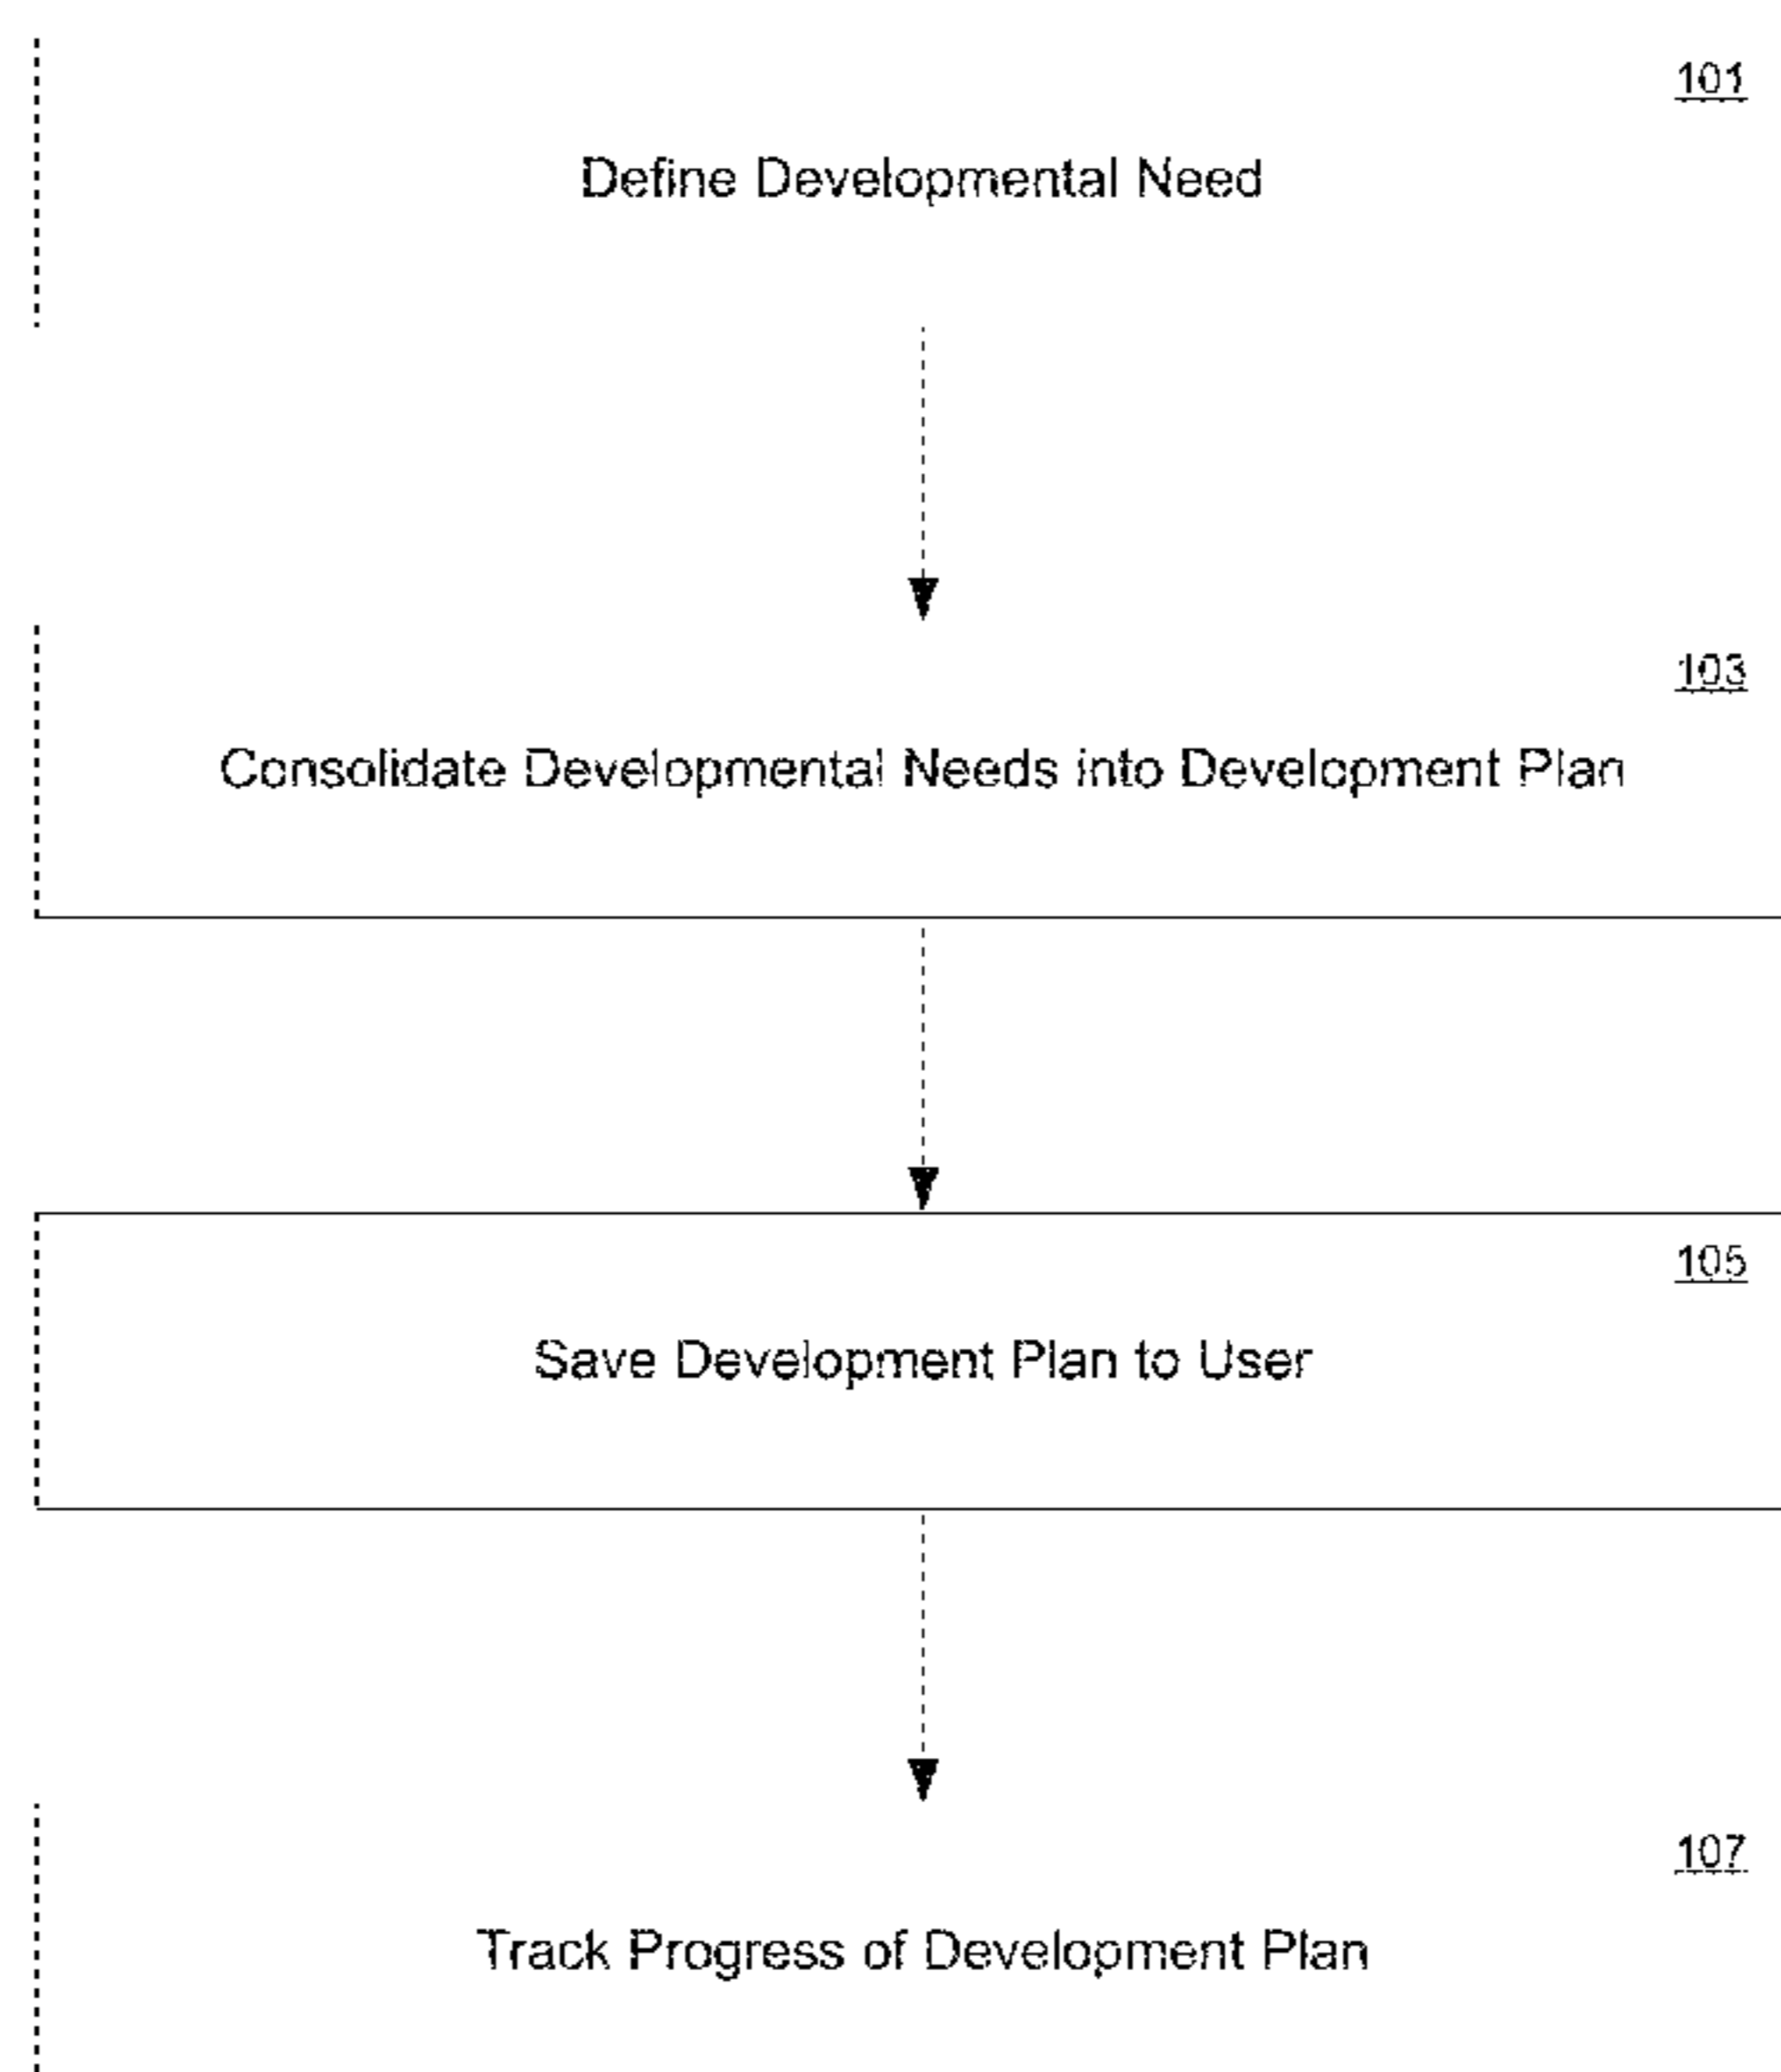 101
Define Developmental Need
103
Consolidate Developmental Needs into Development Plan
105
Save Development Plan to User
107
Track Progress of Development Plan